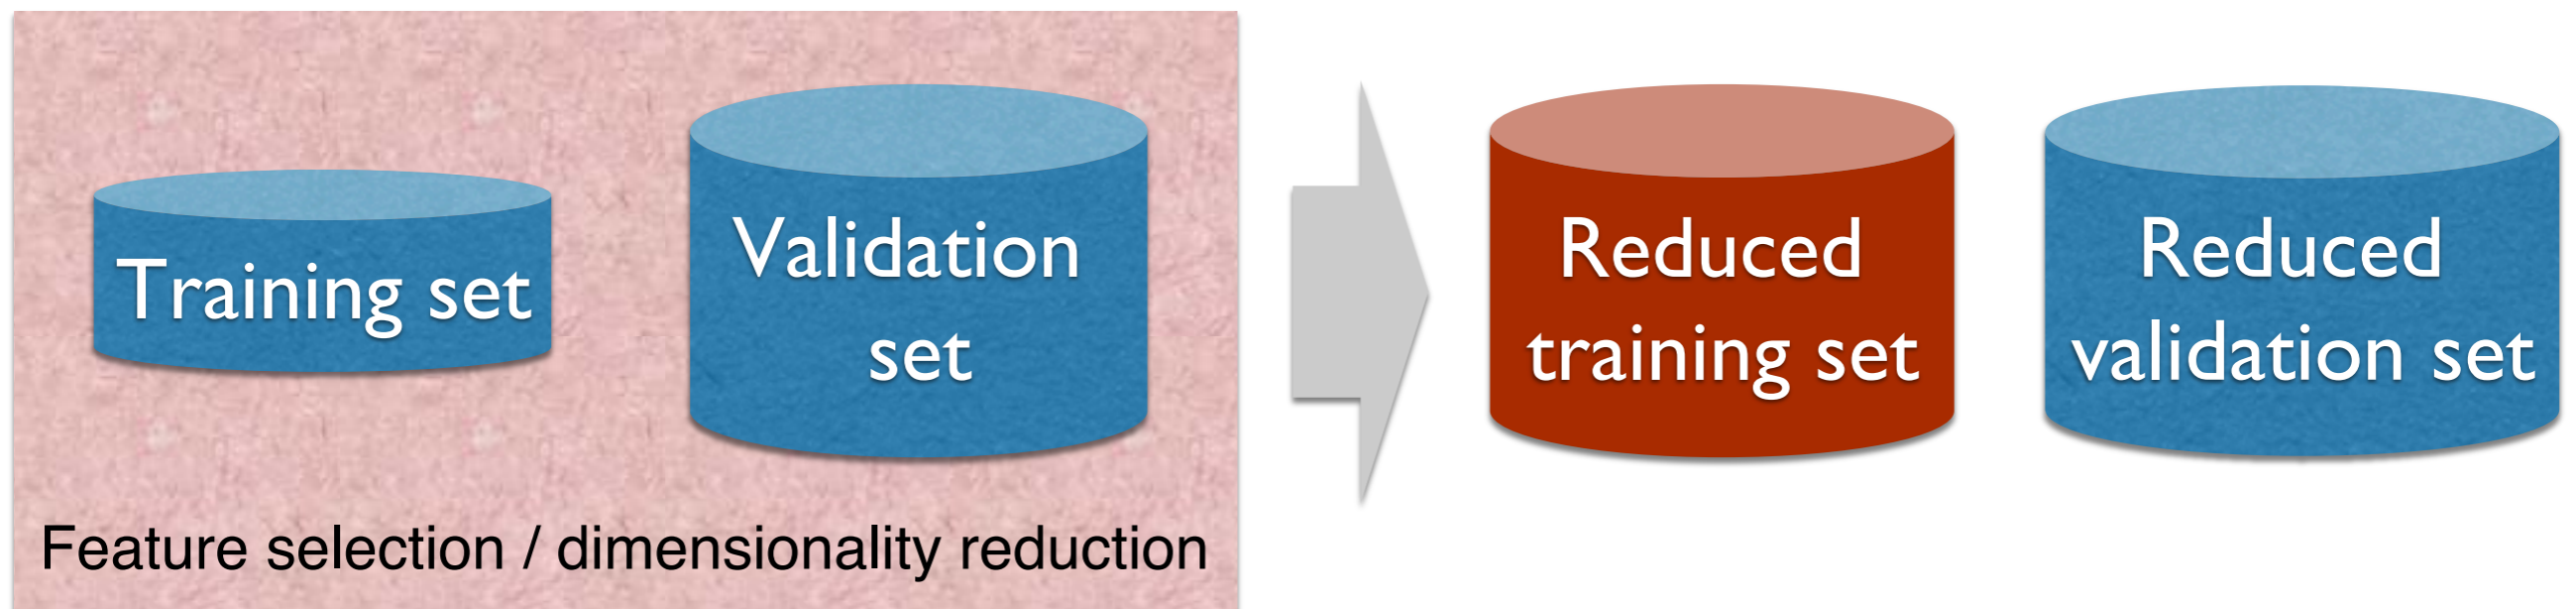 Training set
Validation
set
Feature selection / dimensionality reduction
Reduced
training set
Reduced
validation set